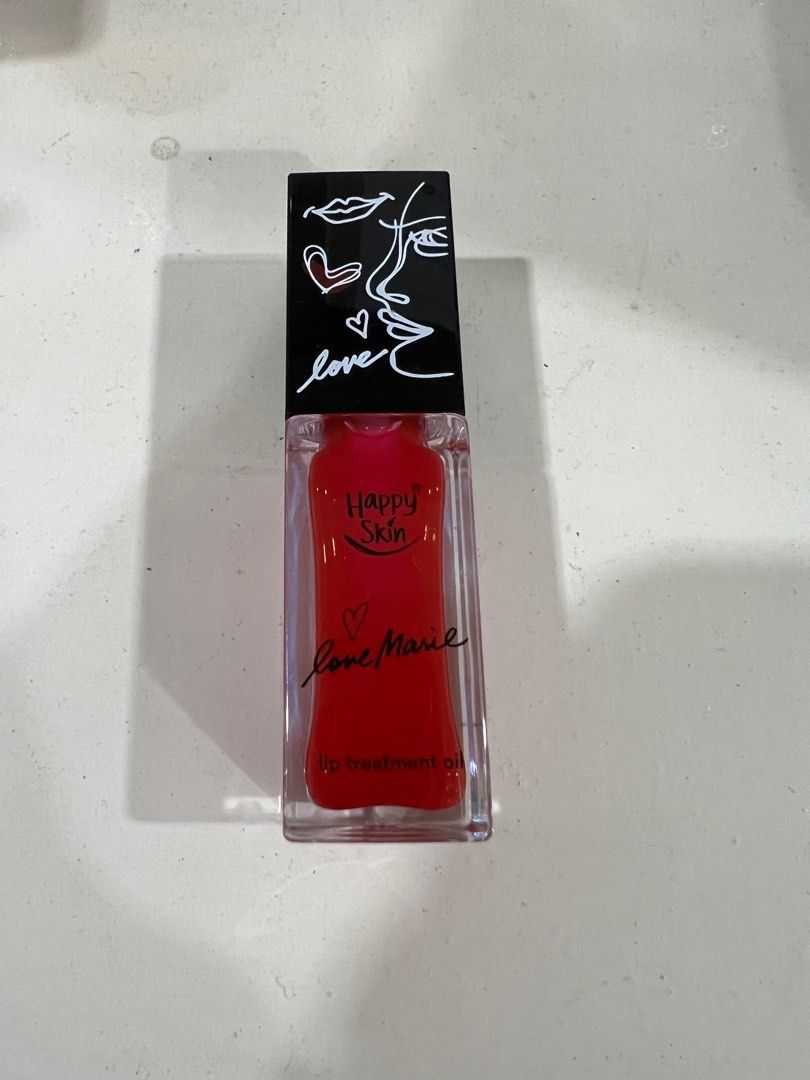 love
Happy®
Skin
love Marie
lip treatment oil